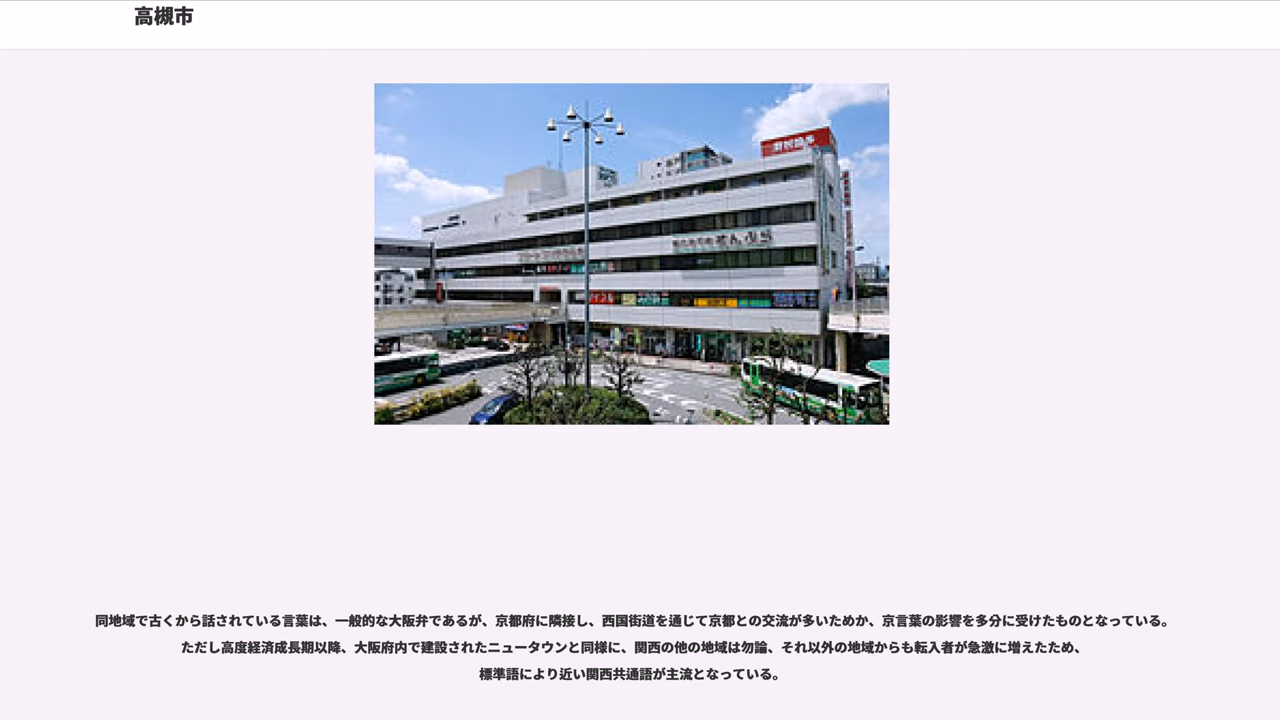 高槻市
同地域で古くから話されている言葉は、一般的な大阪弁であるが、京都府に隣接し、西国街道を通じて京都との交流が多いためか、京言葉の影響を多分に受けたものとなっている。
ただし高度経済成長期以降、大阪府内で建設されたニュータウンと同様に、関西の他の地域は勿論、それ以外の地域からも転入者が急激に増えたため、
標準語により近い関西共通語が主流となっている。